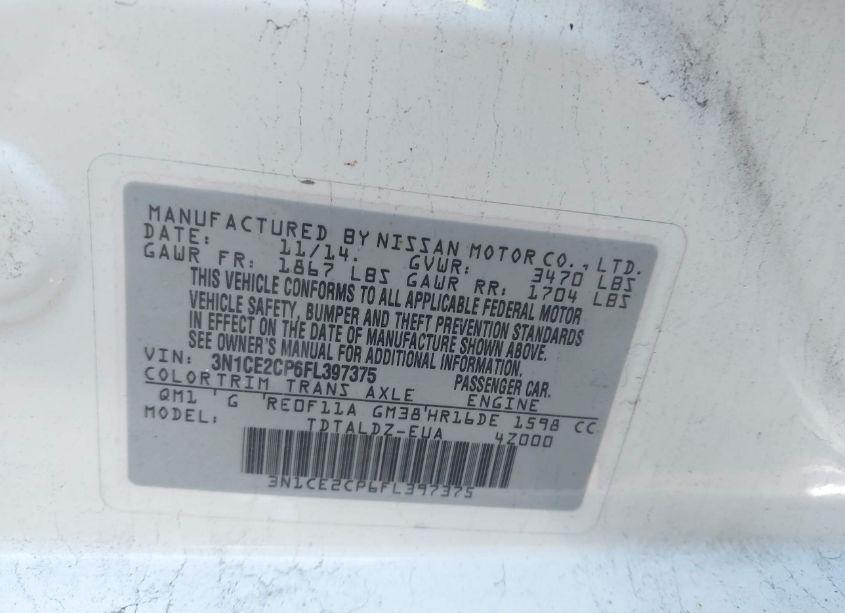 MANUFACTURED BY NISSAN MOTOR CO., LTD.
DATE: 11/14. GVWR: 3470 LBS
GAWR FR: 1867 LBS GAWR RR: 1704 LBS
THIS VEHICLE CONFORMS TO ALL APPLICABLE FEDERAL MOTOR
VEHICLE SAFETY, BUMPER AND THEFT PREVENTION STANDARDS
IN EFFECT ON THE DATE OF MANUFACTURE SHOWN ABOVE.
SEE OWNER'S MANUAL FOR ADDITIONAL INFORMATION.
VIN: 3N1CE2CP6FL397375 PASSENGER CAR.
COLOR TRIM TRANS AXLE ENGINE
QM1 G RE0F11A GM38 HR16DE 1598 CC
MODEL: TDTALDZ-EUA 4Z000
3N1CE2CP6FL397375